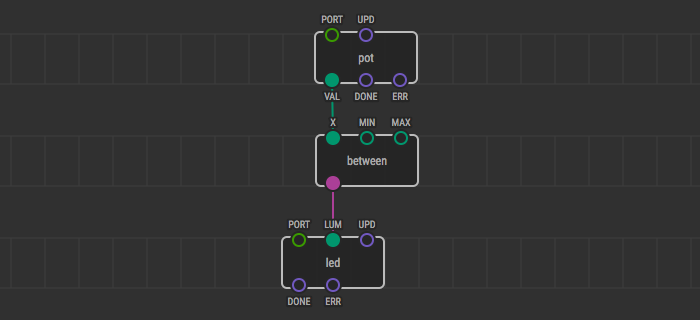 PORT UPD
pot
VAL DONE ERR
X MIN MAX
between
PORT LUM UPD
led
DONE ERR